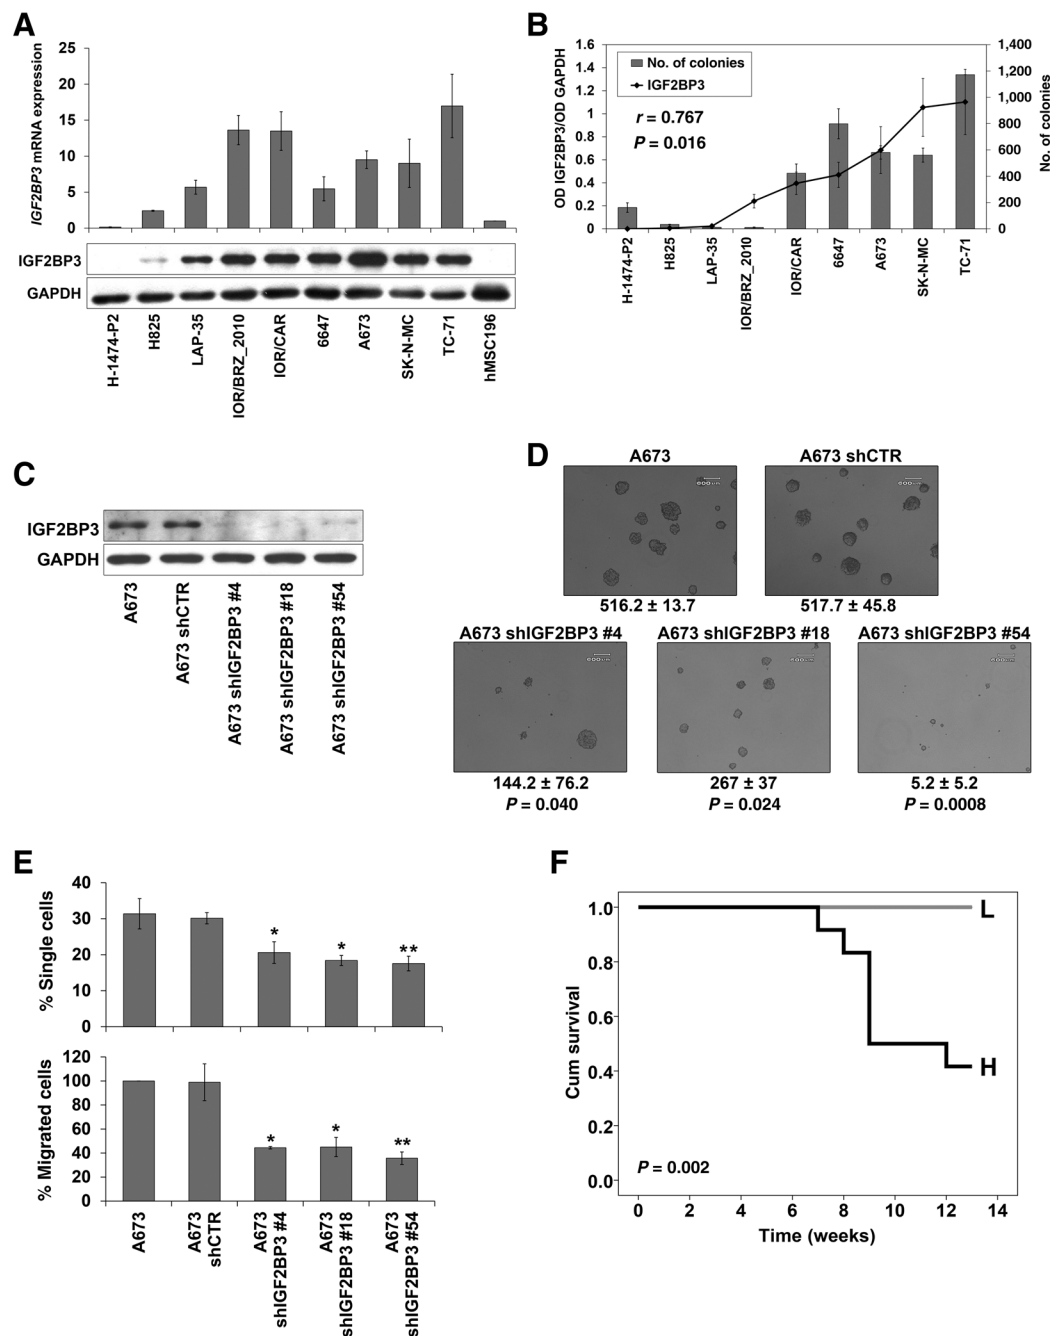 A
IGF2BP3 mRNA expression
25
20
15
10
5
0
IGF2BP3
GAPDH
H-1474-P2
H825
LAP-35
IOR/BRZ_2010
IOR/CAR
6647
A673
SK-N-MC
TC-71
hMSC196
B
OD IGF2BP3/OD GAPDH
1.6
1.4
1.2
1
0.8
0.6
0.4
0.2
0
No. of colonies
IGF2BP3
r = 0.767
P = 0.016
1,400
1,200
1,000
800
600
400
200
0
No. of colonies
H-1474-P2
H825
LAP-35
IOR/BRZ_2010
IOR/CAR
6647
A673
SK-N-MC
TC-71
C
IGF2BP3
GAPDH
A673
A673 shCTR
A673 shIGF2BP3 #4
A673 shIGF2BP3 #18
A673 shIGF2BP3 #54
D
A673
A673 shCTR
516.2 ± 13.7
517.7 ± 45.8
A673 shIGF2BP3 #4
A673 shIGF2BP3 #18
A673 shIGF2BP3 #54
144.2 ± 76.2
267 ± 37
5.2 ± 5.2
P = 0.040
P = 0.024
P = 0.0008
E
% Single cells
40
30
20
10
0
*
*
**
% Migrated cells
120
100
80
60
40
20
0
*
*
**
A673
A673
shCTR
A673
shIGF2BP3 #4
A673
shIGF2BP3 #18
A673
shIGF2BP3 #54
F
Cum survival
1.0
0.8
0.6
0.4
0.2
0.0
L
H
P = 0.002
0 2 4 6 8 10 12 14
Time (weeks)